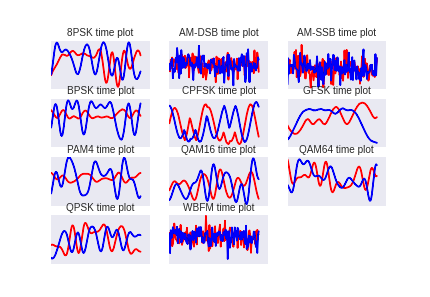 8PSK time plot
AM-DSB time plot
AM-SSB time plot
BPSK time plot
CPFSK time plot
GFSK time plot
PAM4 time plot
QAM16 time plot
QAM64 time plot
QPSK time plot
WBFM time plot